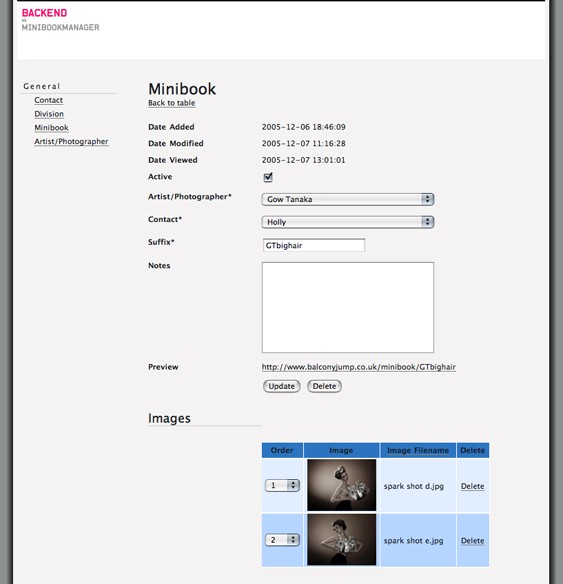 BACKEND
BY
MINIBOOKMANAGER
General
Contact
Division
Minibook
Artist/Photographer
Minibook
Back to table
Date Added 2005-12-06 18:46:09
Date Modified 2005-12-07 11:16:28
Date Viewed 2005-12-07 13:01:01
Active
Artist/Photographer* Gow Tanaka
Contact* Holly
Suffix* GTbighair
Notes
Preview http://www.balconyjump.co.uk/minibook/GTbighair
Update Delete
Images
Order Image Image Filename Delete
1 spark shot d.jpg Delete
2 spark shot e.jpg Delete